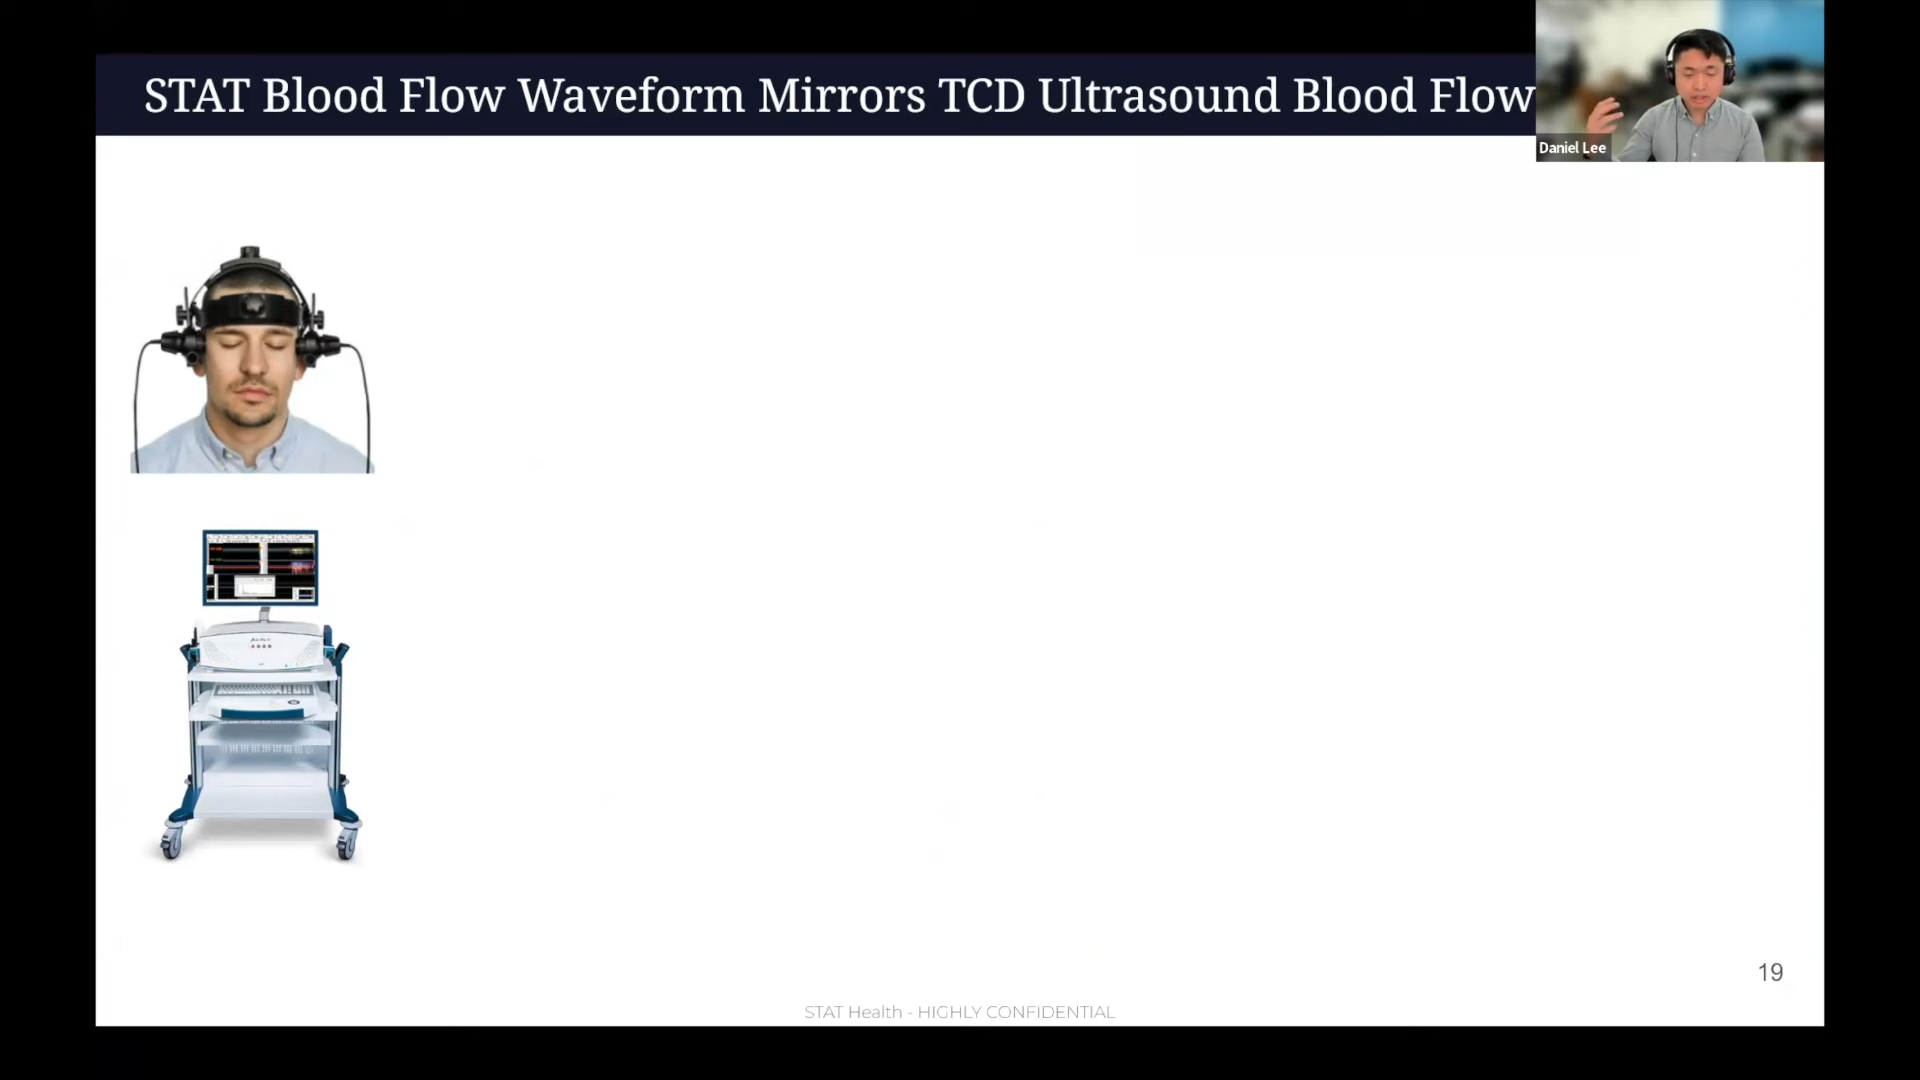 STAT Blood Flow Waveform Mirrors TCD Ultrasound Blood Flow
Daniel Lee
19
STAT Health - HIGHLY CONFIDENTIAL